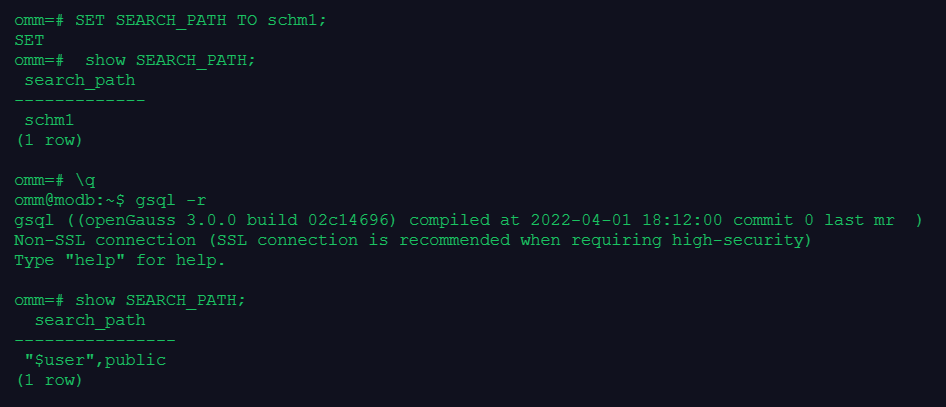 omm=# SET SEARCH_PATH TO schm1;
SET
omm=#  show SEARCH_PATH;
 search_path
-------------
 schm1
(1 row)

omm=# \q
omm@modb:~$ gsql -r
gsql ((openGauss 3.0.0 build 02c14696) compiled at 2022-04-01 18:12:00 commit 0 last mr  )
Non-SSL connection (SSL connection is recommended when requiring high-security)
Type "help" for help.

omm=# show SEARCH_PATH;
  search_path
----------------
 "$user",public
(1 row)